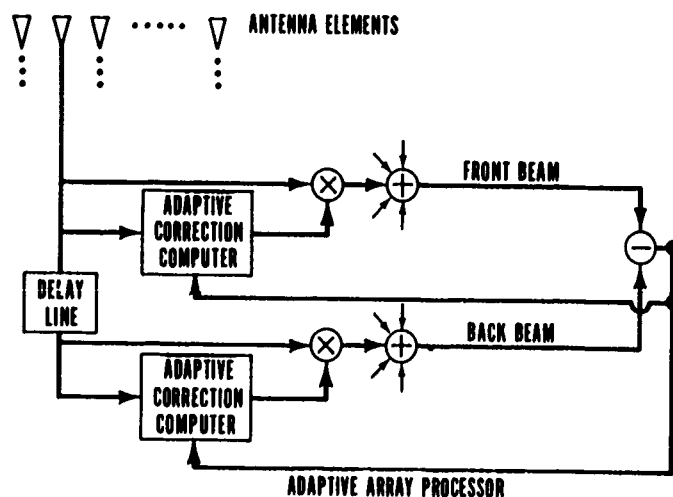 ANTENNA ELEMENTS
FRONT BEAM
ADAPTIVE
CORRECTION
COMPUTER
DELAY
LINE
BACK BEAM
ADAPTIVE
CORRECTION
COMPUTER
ADAPTIVE ARRAY PROCESSOR